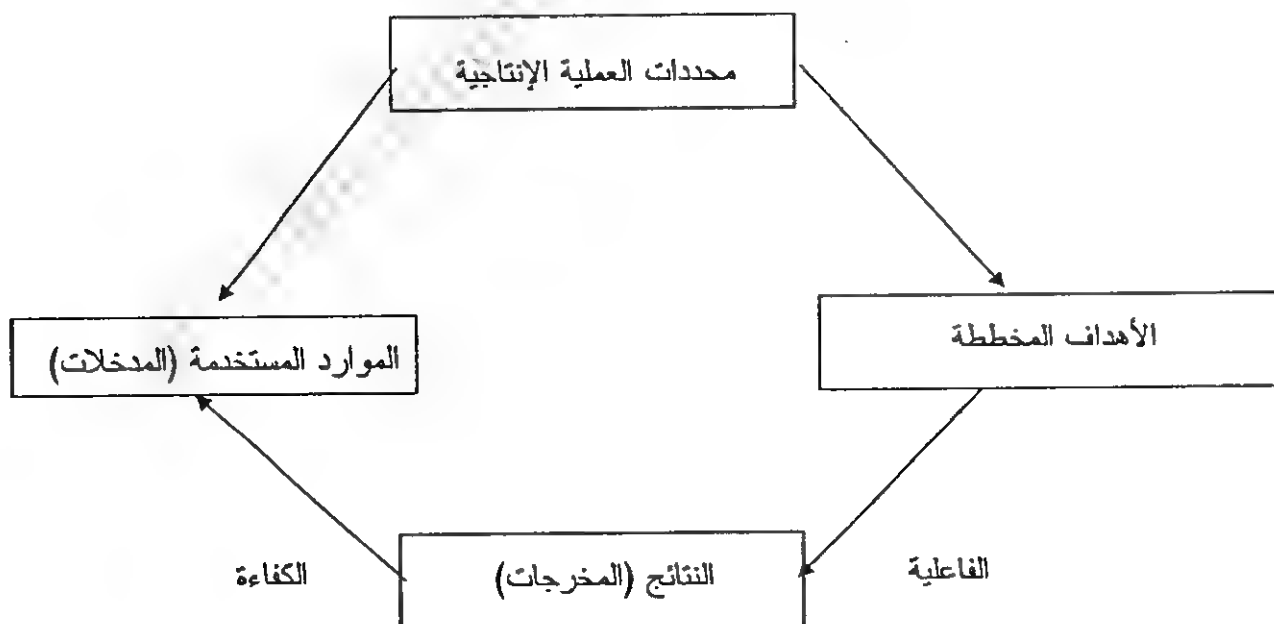 محددات العملية الإنتاجية
الأهداف المخططة
الموارد المستخدمة (المدخلات)
الفاعلية
النتائج (المخرجات)
الكفاءة